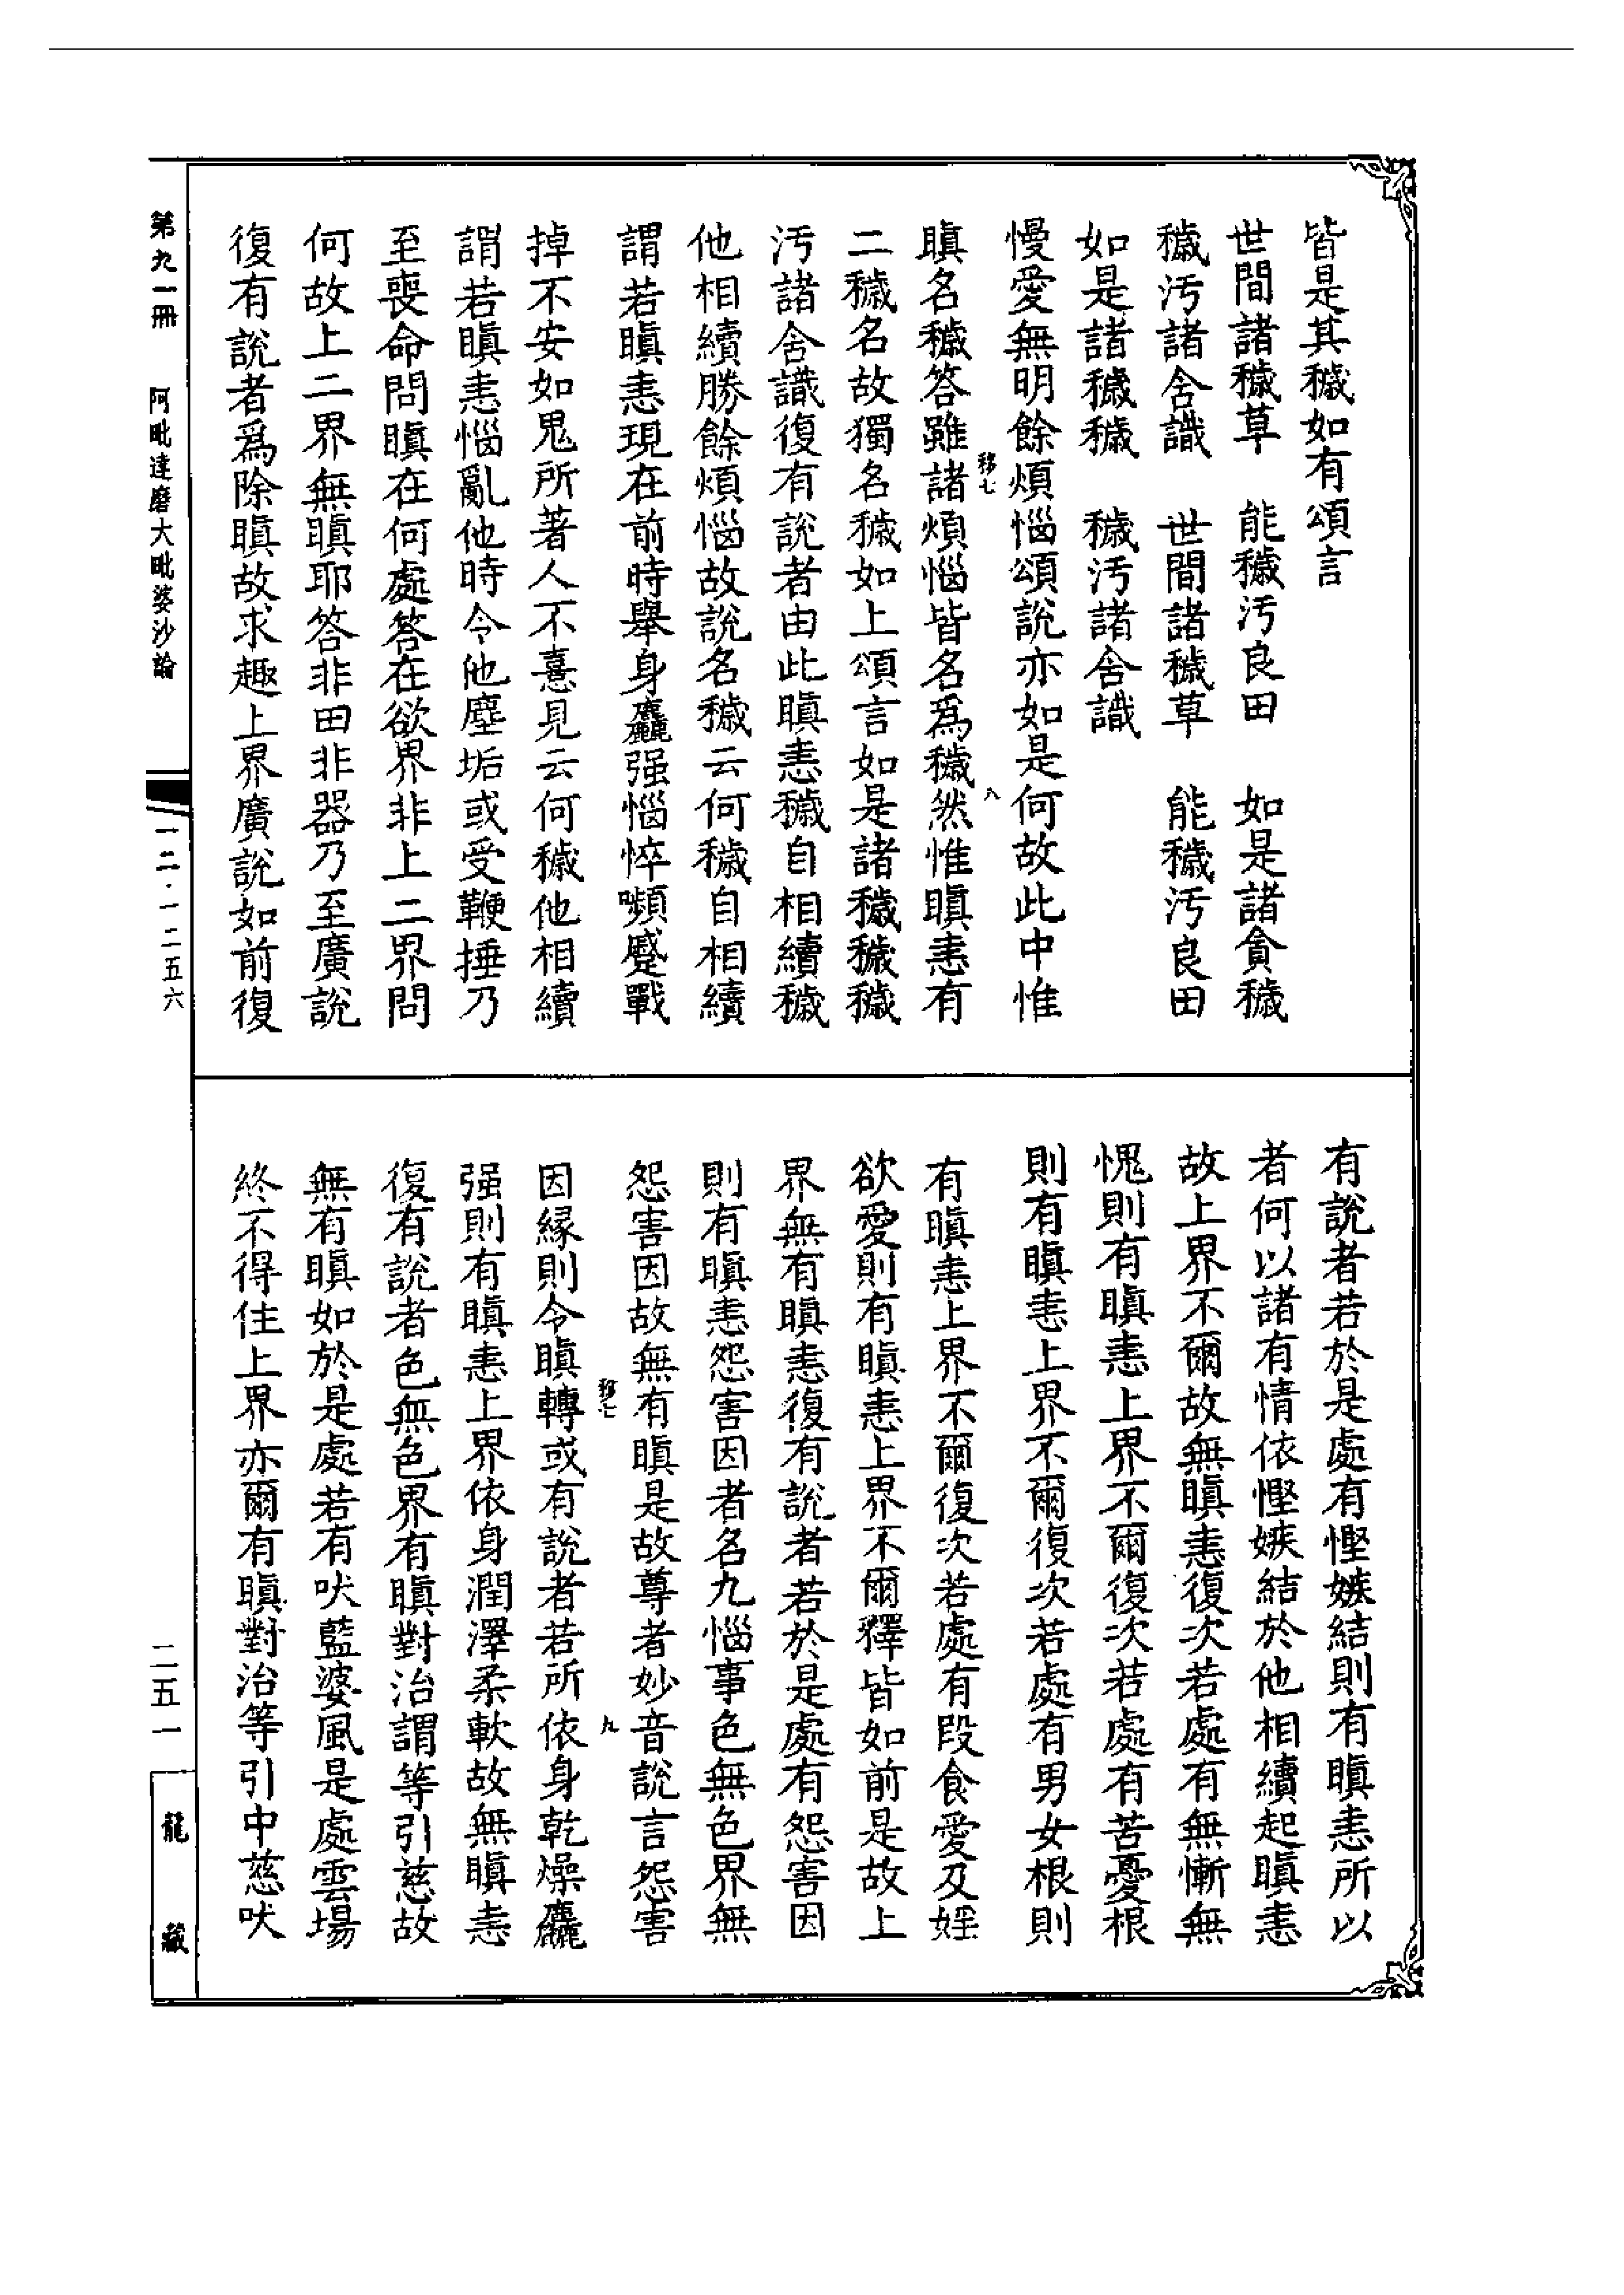 皆是其穢如有頌言
世間諸穢草　能穢污良田　如是諸貪穢
穢污諸含識　世間諸穢草　能穢污良田
如是諸穢穢　穢污諸含識
慢愛無明餘煩惱頌說亦如是何故此中惟
瞋名穢答雖諸煩惱皆名爲穢然惟瞋恚有
二穢名故獨名穢如上頌言如是諸穢穢穢
污諸含識復有說者由此瞋恚穢自相續穢
他相續勝餘煩惱故說名穢云何穢自相續
謂若瞋恚現在前時舉身麤强惱悴嚬蹙戰
掉不安如鬼所著人不憙見云何穢他相續
謂若瞋恚惱亂他時令他塵垢或受鞭捶乃
至喪命問瞋在何處答在欲界非上二界問
何故上二界無瞋耶答非田非器乃至廣說
復有說者爲除瞋故求趣上界廣說如前復
移七
八
有說者若於是處有慳嫉結則有瞋恚所以
者何以諸有情依慳嫉結於他相續起瞋恚
故上界不爾故無瞋恚復次若處有無慚無
愧則有瞋恚上界不爾復次若處有苦憂根
則有瞋恚上界不爾復次若處有男女根則
有瞋恚上界不爾復次若處有段食愛及婬
欲愛則有瞋恚上界不爾釋皆如前是故上
界無有瞋恚復有說者若於是處有怨害因
則有瞋恚怨害因者名九惱事色無色界無
怨害因故無有瞋是故尊者妙音說言怨害
因緣則令瞋轉或有說者若所依身乾燥麤
强則有瞋恚上界依身潤澤柔軟故無瞋恚
復有說者色無色界有瞋對治謂等引慈故
無有瞋如於是處若有吠藍婆風是處雲塲
終不得住上界亦爾有瞋對治等引中慈吠
移七
九
第九一冊　阿毗達磨大毗婆沙論
一二·一二五六
二五一
龍藏